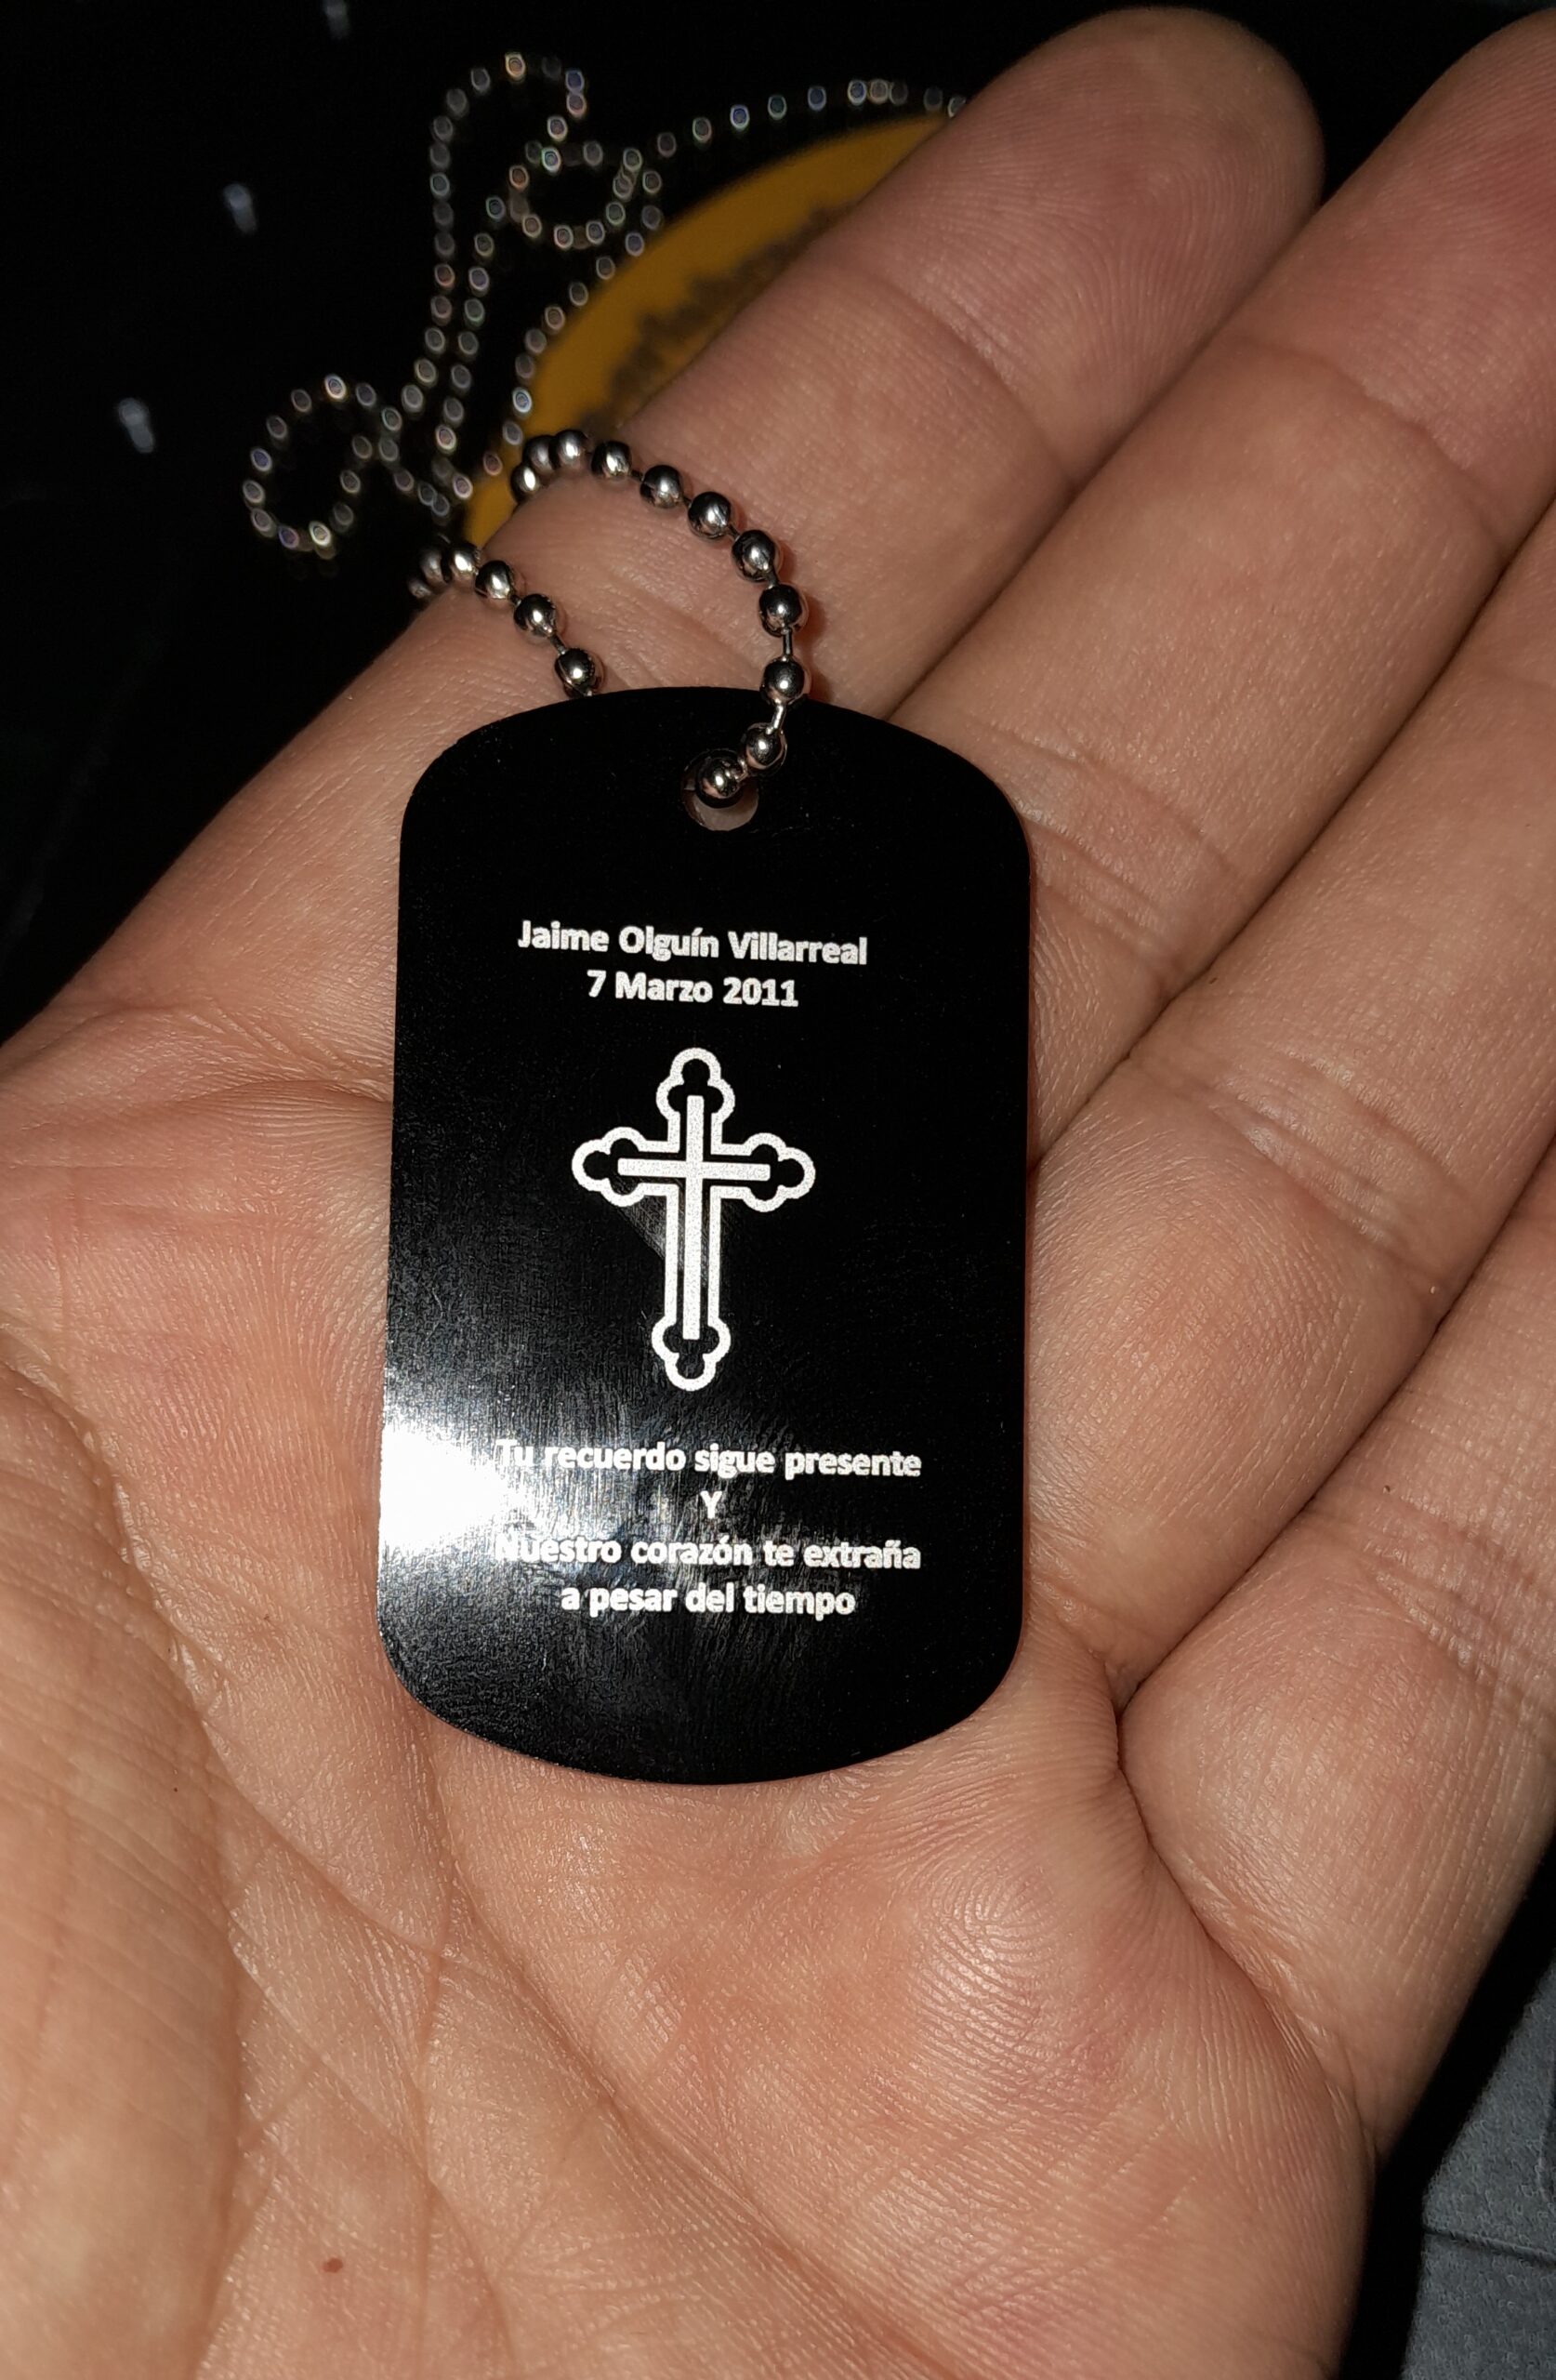 Jaime Olguín Villarreal
7 Marzo 2011
Tu recuerdo sigue presente
Y
Nuestro corazón te extraña
a pesar del tiempo